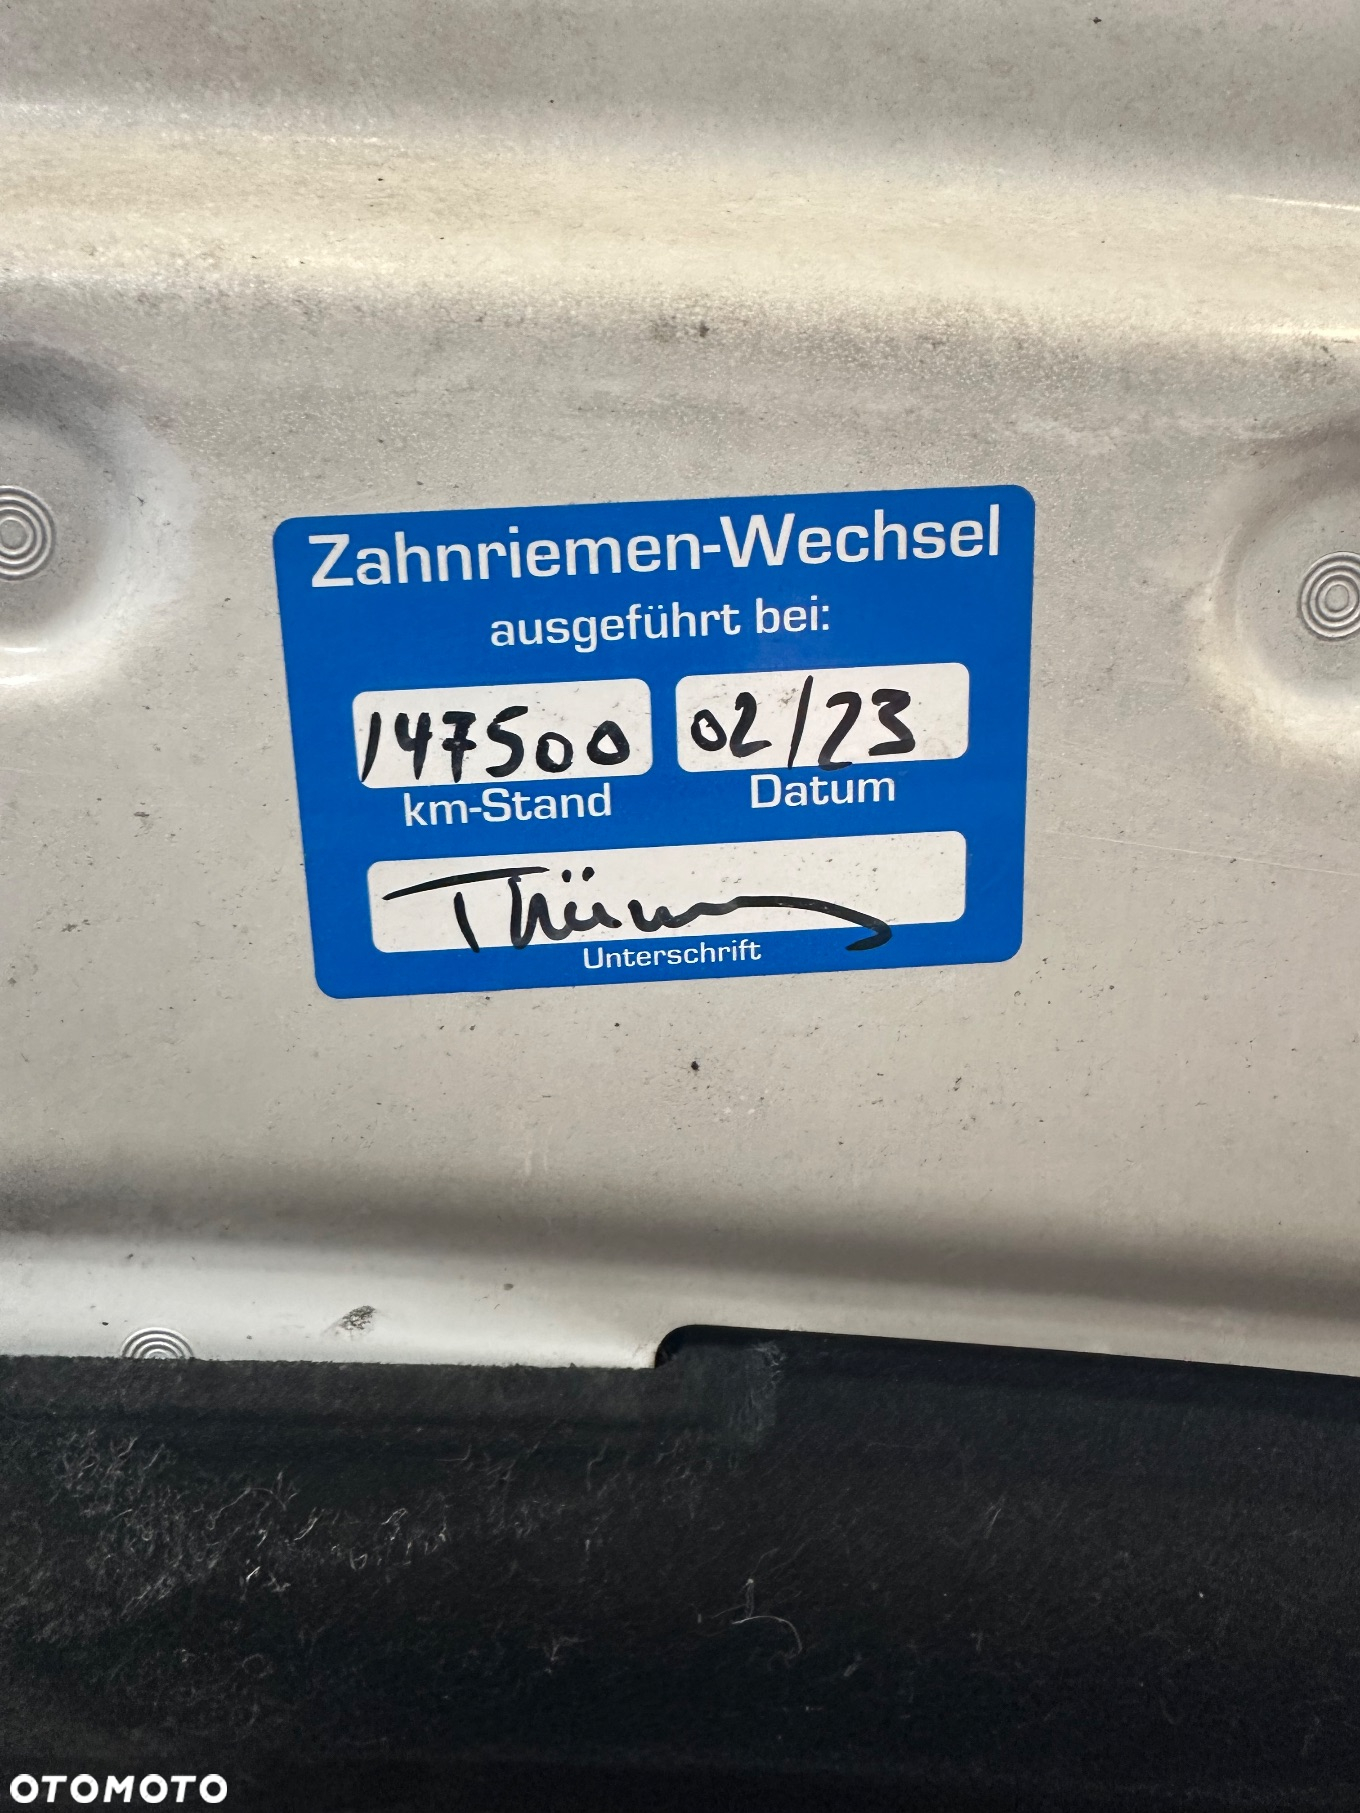 Zahnriemen-Wechsel
ausgeführt bei:
147500 02/23
km-Stand Datum
Unterschrift
OTOMOTO